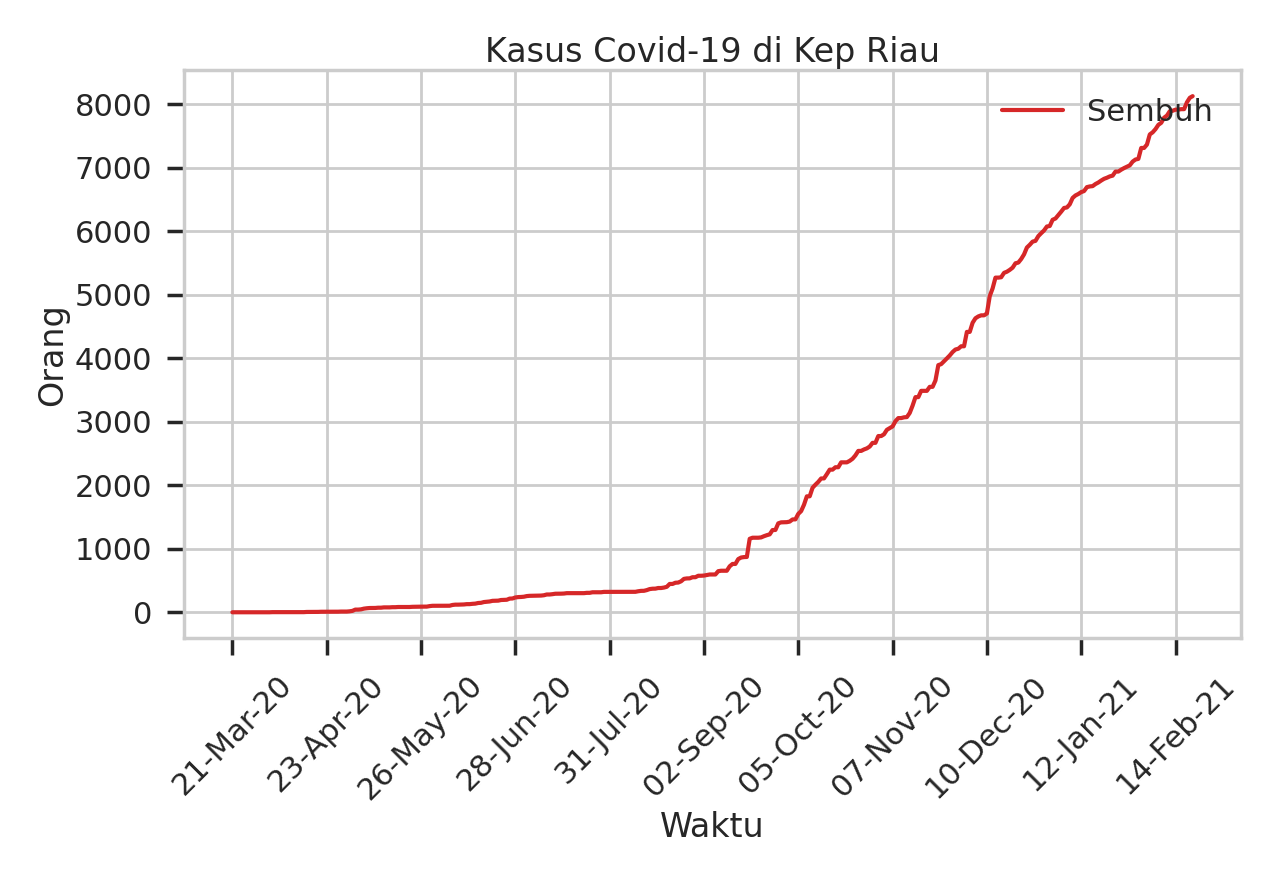 Kasus Covid-19 di Kep Riau
Sembuh
Orang
8000
7000
6000
5000
4000
3000
2000
1000
0
21-Mar-20
23-Apr-20
26-May-20
28-Jun-20
31-Jul-20
02-Sep-20
05-Oct-20
07-Nov-20
10-Dec-20
12-Jan-21
14-Feb-21
Waktu